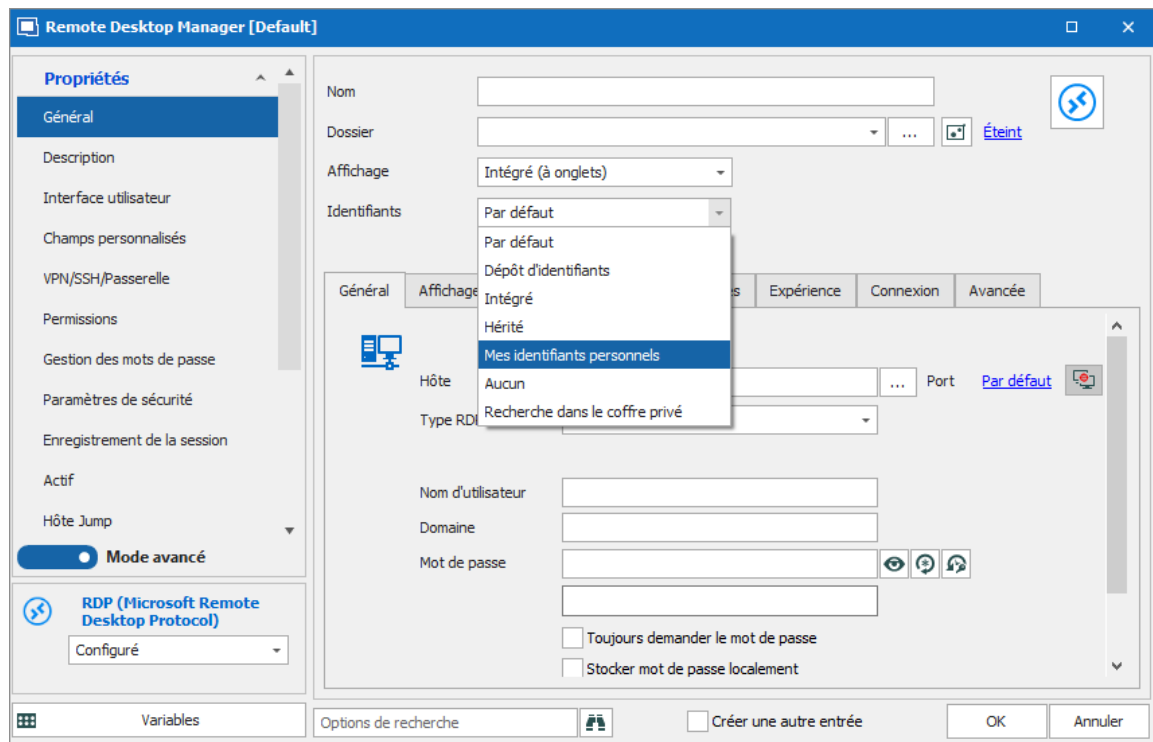 Remote Desktop Manager [Default]
Propriétés
Général
Description
Interface utilisateur
Champs personnalisés
VPN/SSH/Passerelle
Permissions
Gestion des mots de passe
Paramètres de sécurité
Enregistrement de la session
Actif
Hôte Jump
Mode avancé
RDP (Microsoft Remote
Desktop Protocol)
Configuré
Variables
Nom
Dossier
...
Éteint
Affichage
Intégré (à onglets)
Identifiants
Par défaut
Par défaut
Dépôt d'identifiants
Intégré
Hérité
Mes identifiants personnels
Aucun
Recherche dans le coffre privé
Général
Affichage
Expérience
Connexion
Avancée
Hôte
...
Port
Par défaut
Type RDP
Nom d'utilisateur
Domaine
Mot de passe
Toujours demander le mot de passe
Stocker mot de passe localement
Options de recherche
Créer une autre entrée
OK
Annuler